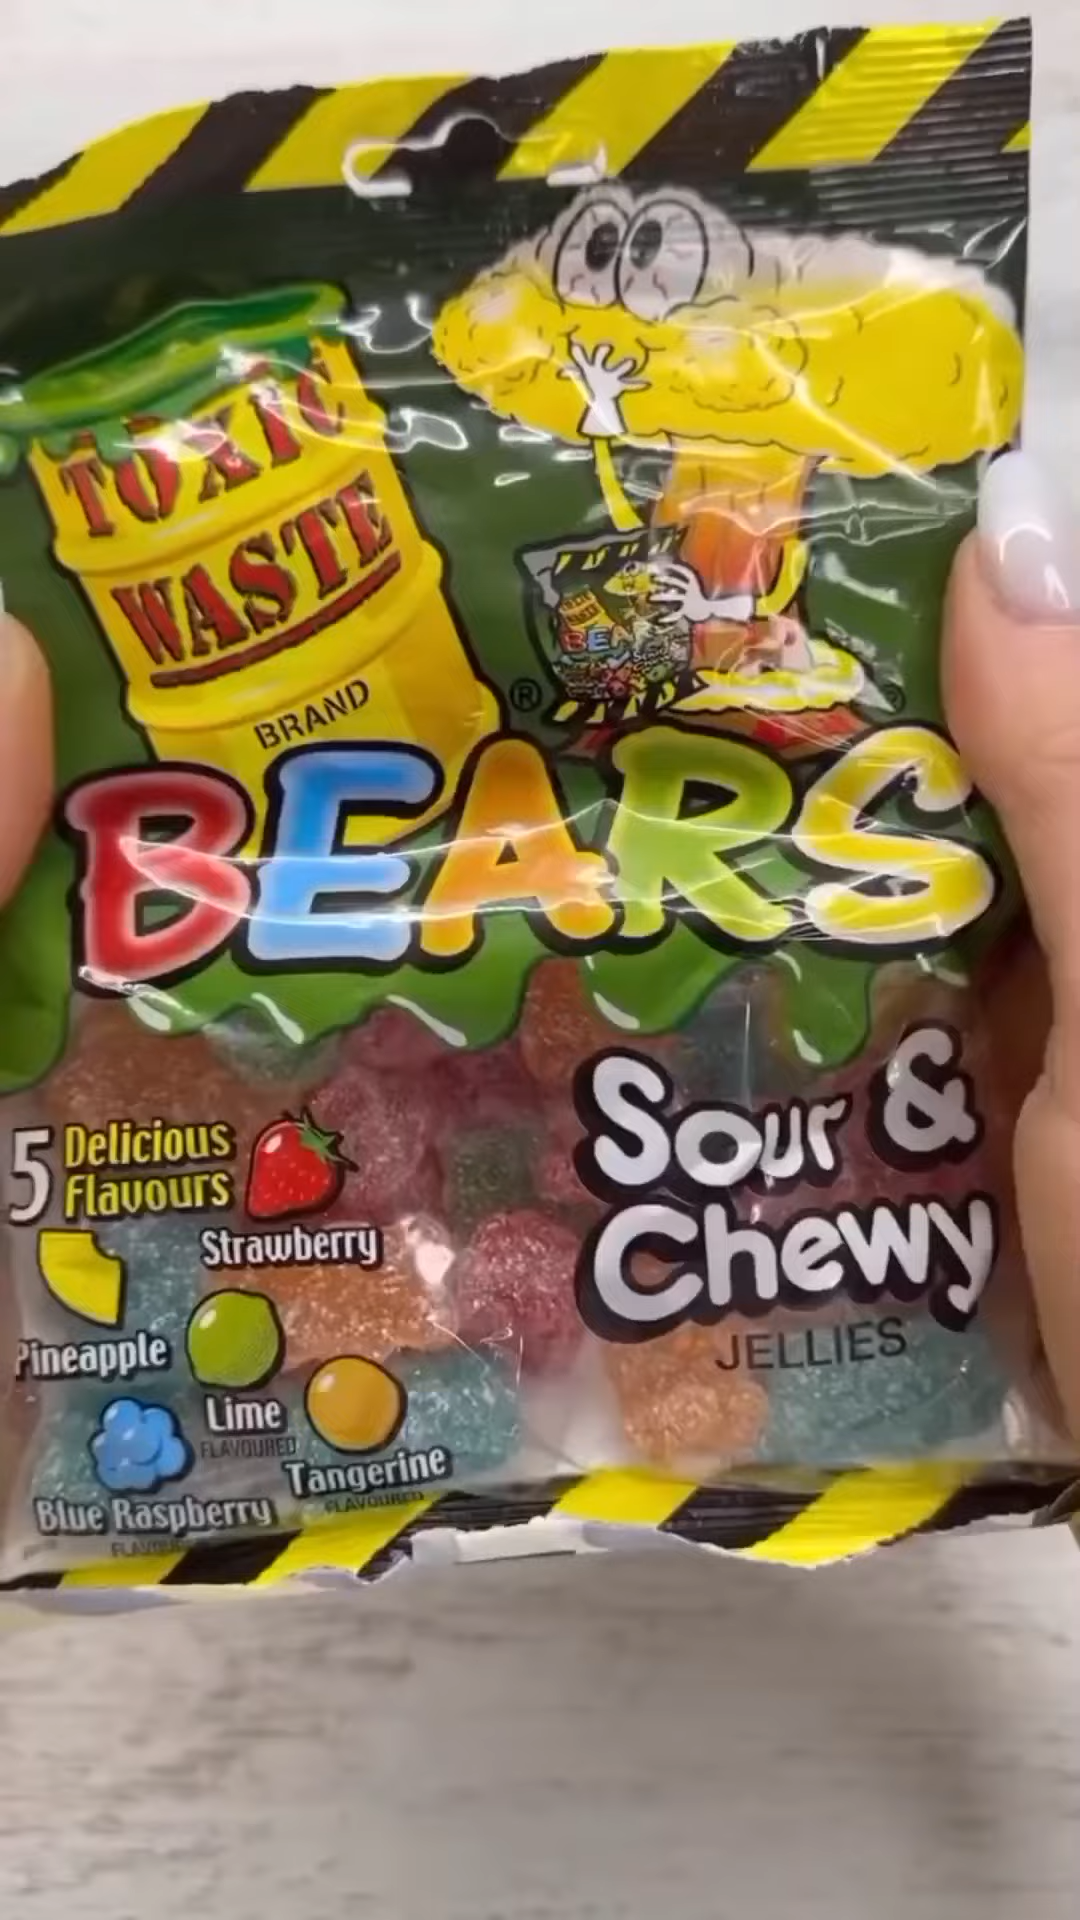 TOXIC
WASTE
BRAND
®
BEARS
5 Delicious
Flavours
Strawberry
Pineapple
Lime
FLAVOURED
Tangerine
FLAVOURED
Blue Raspberry
Sour &
Chewy
JELLIES